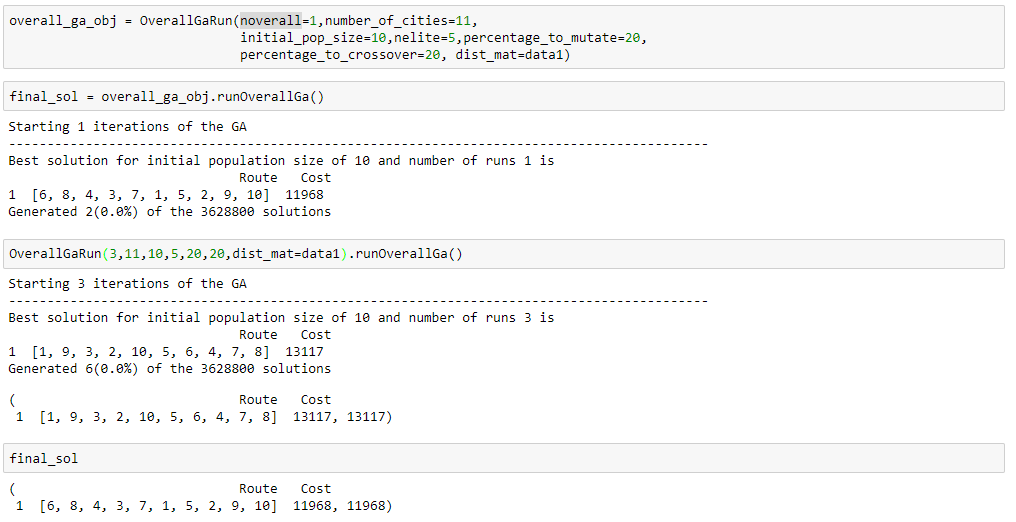 overall_ga_obj = OverallGaRun(noverall=1,number_of_cities=11,
initial_pop_size=10,nelite=5,percentage_to_mutate=20,
percentage_to_crossover=20, dist_mat=data1)
final_sol = overall_ga_obj.runOverallGa()
Starting 1 iterations of the GA
-------------------------------------------------------------------------------------------
Best solution for initial population size of 10 and number of runs 1 is
Route Cost
1 [6, 8, 4, 3, 7, 1, 5, 2, 9, 10] 11968
Generated 2(0.0%) of the 3628800 solutions
OverallGaRun(3,11,10,5,20,20,dist_mat=data1).runOverallGa()
Starting 3 iterations of the GA
-------------------------------------------------------------------------------------------
Best solution for initial population size of 10 and number of runs 3 is
Route Cost
1 [1, 9, 3, 2, 10, 5, 6, 4, 7, 8] 13117
Generated 6(0.0%) of the 3628800 solutions
( Route Cost
1 [1, 9, 3, 2, 10, 5, 6, 4, 7, 8] 13117, 13117)
final_sol
( Route Cost
1 [6, 8, 4, 3, 7, 1, 5, 2, 9, 10] 11968, 11968)